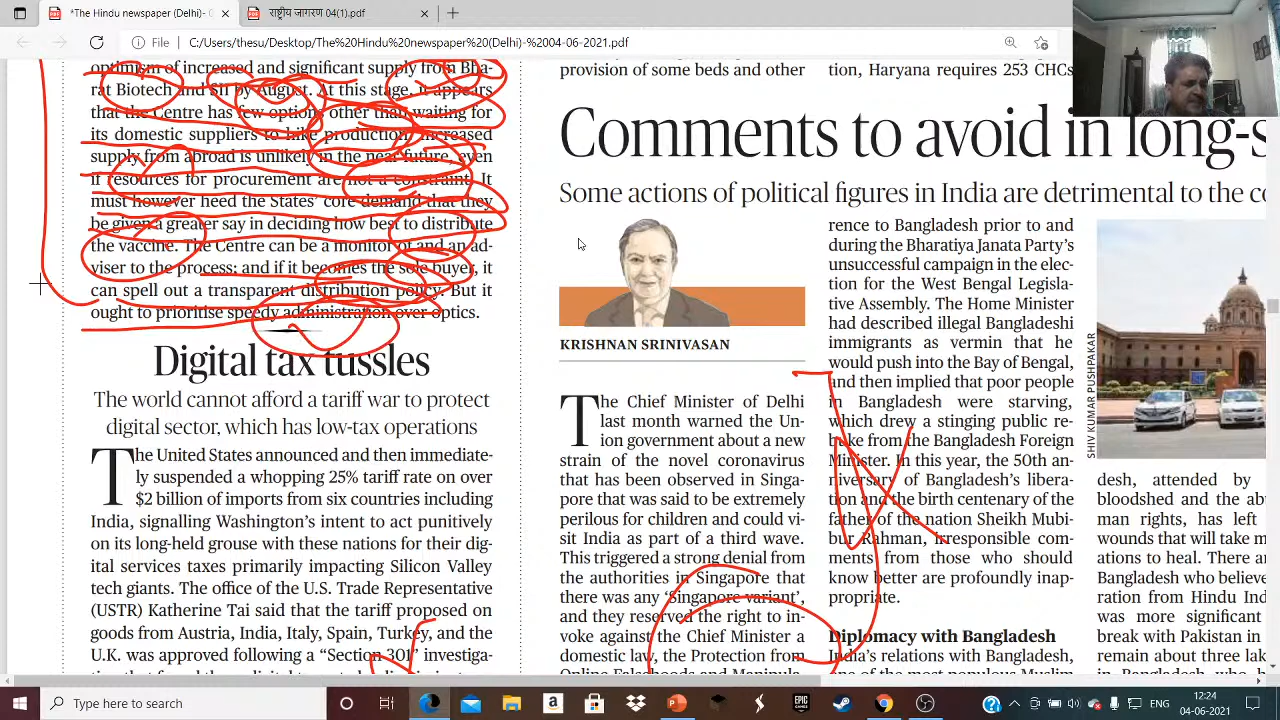 *The Hindu newspaper (Delhi)-
राष्ट्रीय जागरण 04(1).pdf
File
C:/Users/thesu/Desktop/The%20Hindu%20newspaper%20(Delhi)-%2004-06-2021.pdf
optimism of increased and significant supply from Bha-
rat Biotech and SII by August. At this stage, it appears
that the Centre has few options other than waiting for
its domestic suppliers to hike production. Increased
supply from abroad is unlikely in the near future, even
if resources for procurement are not a constraint. It
must however heed the States' core demand that they
be given a greater say in deciding how best to distribute
the vaccine. The Centre can be a monitor of and an ad-
viser to the process; and if it becomes the sole buyer, it
can spell out a transparent distribution policy. But it
ought to prioritise speedy administration over optics.
Digital tax tussles
The world cannot afford a tariff war to protect
digital sector, which has low-tax operations
The United States announced and then immediate-
ly suspended a whopping 25% tariff rate on over
$2 billion of imports from six countries including
India, signalling Washington's intent to act punitively
on its long-held grouse with these nations for their dig-
ital services taxes primarily impacting Silicon Valley
tech giants. The office of the U.S. Trade Representative
(USTR) Katherine Tai said that the tariff proposed on
goods from Austria, India, Italy, Spain, Turkey, and the
U.K. was approved following a "Section 301" investiga-
provision of some beds and other
tion, Haryana requires 253 CHCs
Comments to avoid in long-s
Some actions of political figures in India are detrimental to the co
KRISHNAN SRINIVASAN
The Chief Minister of Delhi
last month warned the Un-
ion government about a new
strain of the novel coronavirus
that has been observed in Singa-
pore that was said to be extremely
perilous for children and could vi-
sit India as part of a third wave.
This triggered a strong denial from
the authorities in Singapore that
there was any 'Singapore variant',
and they reserved the right to in-
voke against the Chief Minister a
domestic law, the Protection from
Online Falsehoods and Manipula-
rence to Bangladesh prior to and
during the Bharatiya Janata Party's
unsuccessful campaign in the elec-
tion for the West Bengal Legisla-
tive Assembly. The Home Minister
had described illegal Bangladeshi
immigrants as vermin that he
would push into the Bay of Bengal,
and then implied that poor people
in Bangladesh were starving,
which drew a stinging public re-
buke from the Bangladesh Foreign
Minister. In this year, the 50th an-
niversary of Bangladesh's libera-
tion and the birth centenary of the
father of the nation Sheikh Mubi-
bur Rahman, irresponsible com-
ments from those who should
know better are profoundly inap-
propriate.
Diplomacy with Bangladesh
India's relations with Bangladesh,
SHIV KUMAR PUSHPAKAR
desh, attended by
bloodshed and the abu
man rights, has left
wounds that will take m
ations to heal. There ar
Bangladesh who believe
ration from Hindu Ind
was more significant
break with Pakistan in
remain about three lak
Type here to search
ENG
12:24
04-06-2021